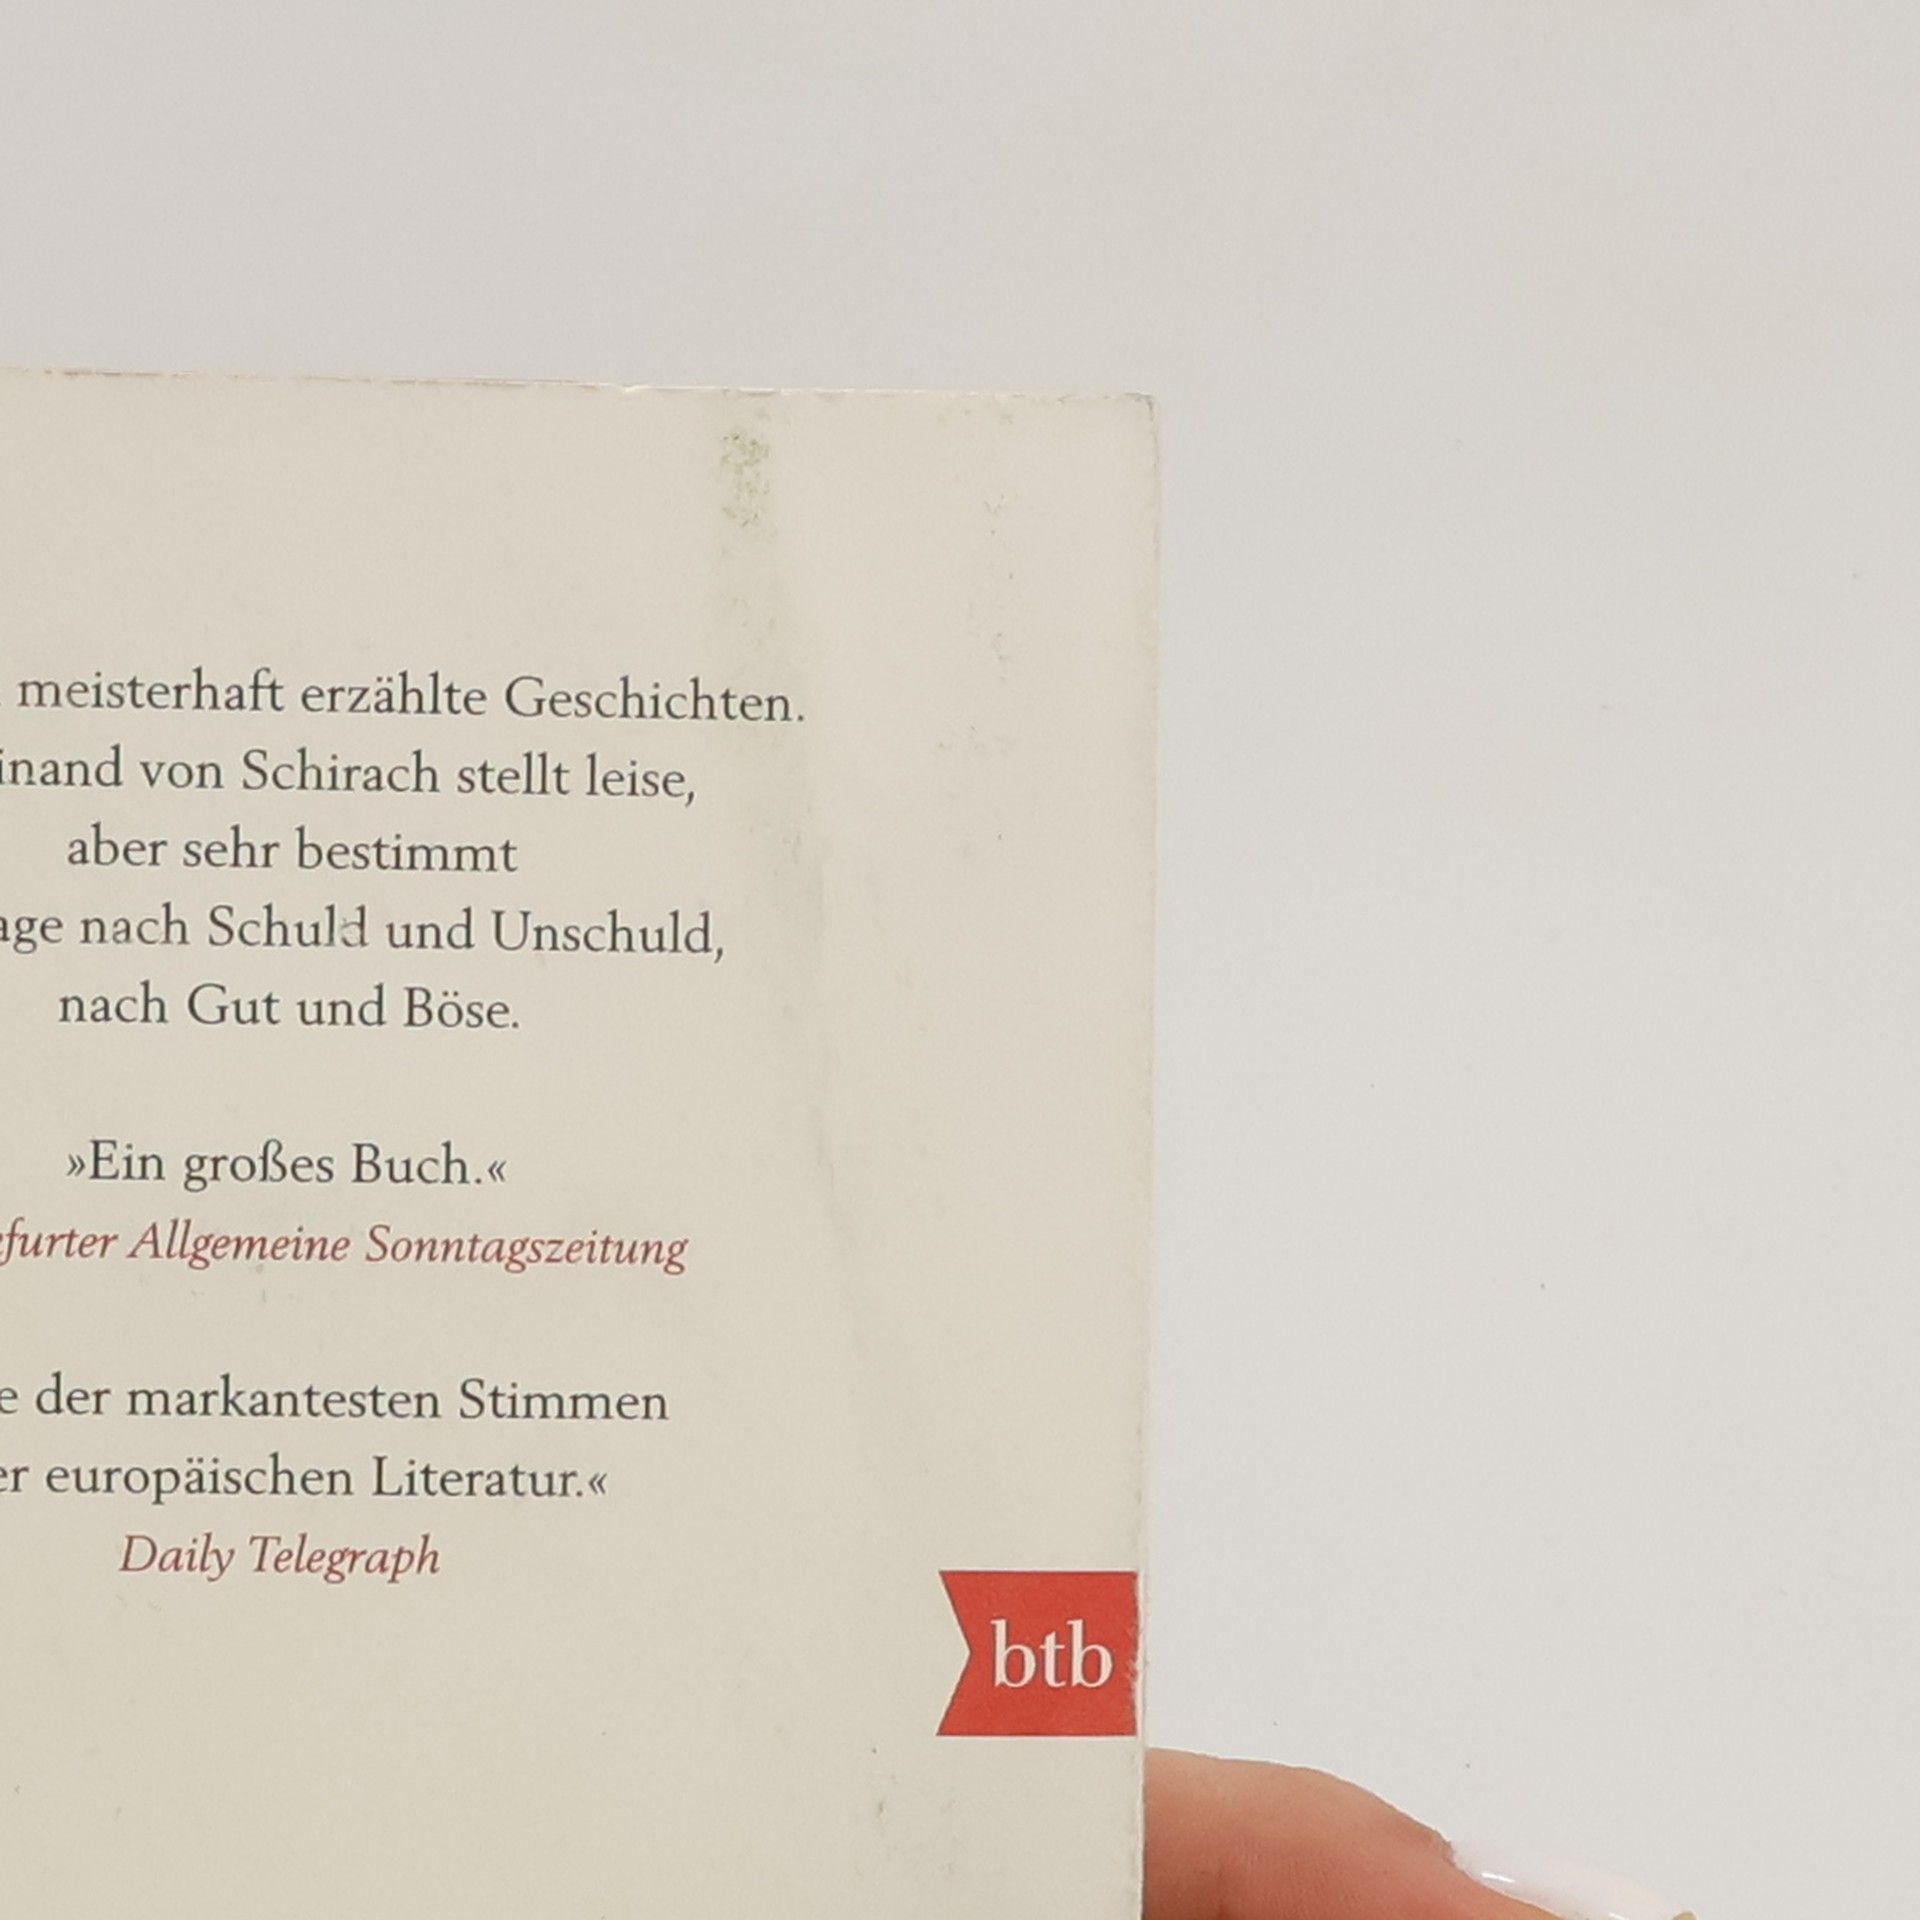 meisterhaft erzählte Geschichten.
inand von Schirach stellt leise,
aber sehr bestimmt
age nach Schuld und Unschuld,
nach Gut und Böse.
»Ein großes Buch.«
furter Allgemeine Sonntagszeitung
e der markantesten Stimmen
er europäischen Literatur.«
Daily Telegraph
btb